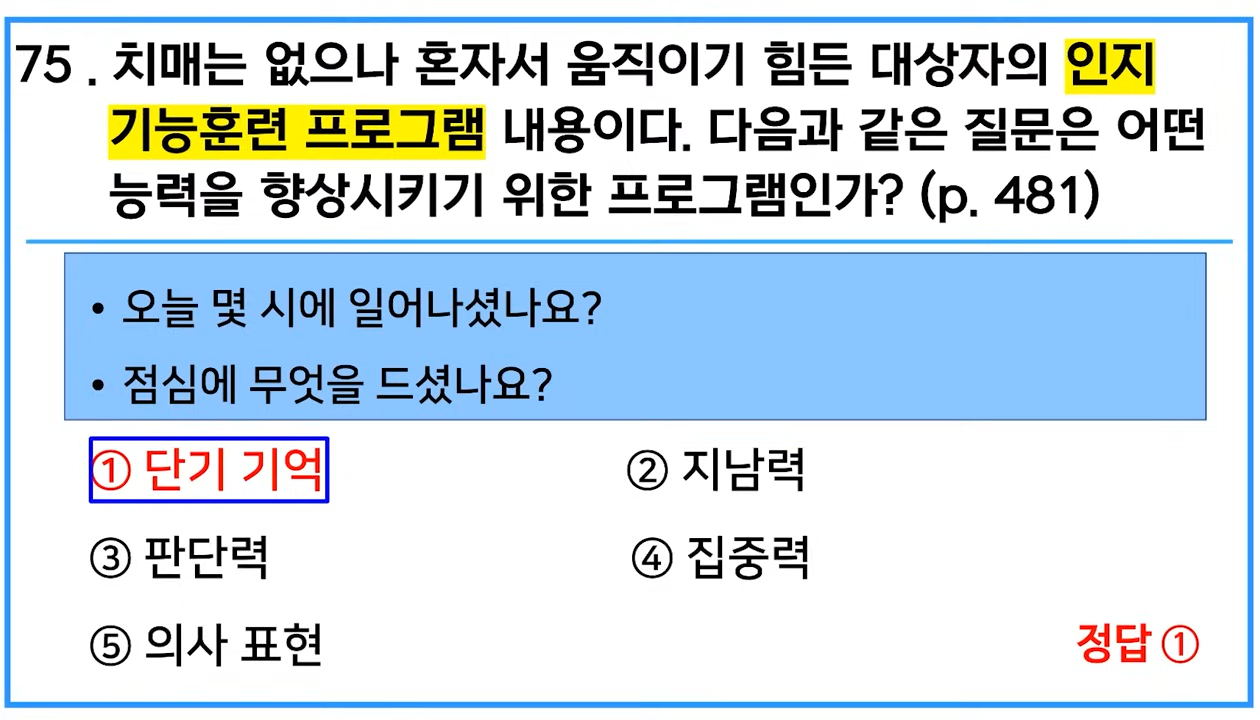 75 . 치매는 없으나 혼자서 움직이기 힘든 대상자의 인지
기능훈련 프로그램 내용이다. 다음과 같은 질문은 어떤
능력을 향상시키기 위한 프로그램인가? (p. 481)
• 오늘 몇 시에 일어나셨나요?
• 점심에 무엇을 드셨나요?
① 단기 기억
② 지남력
③ 판단력
④ 집중력
⑤ 의사 표현
정답 ①